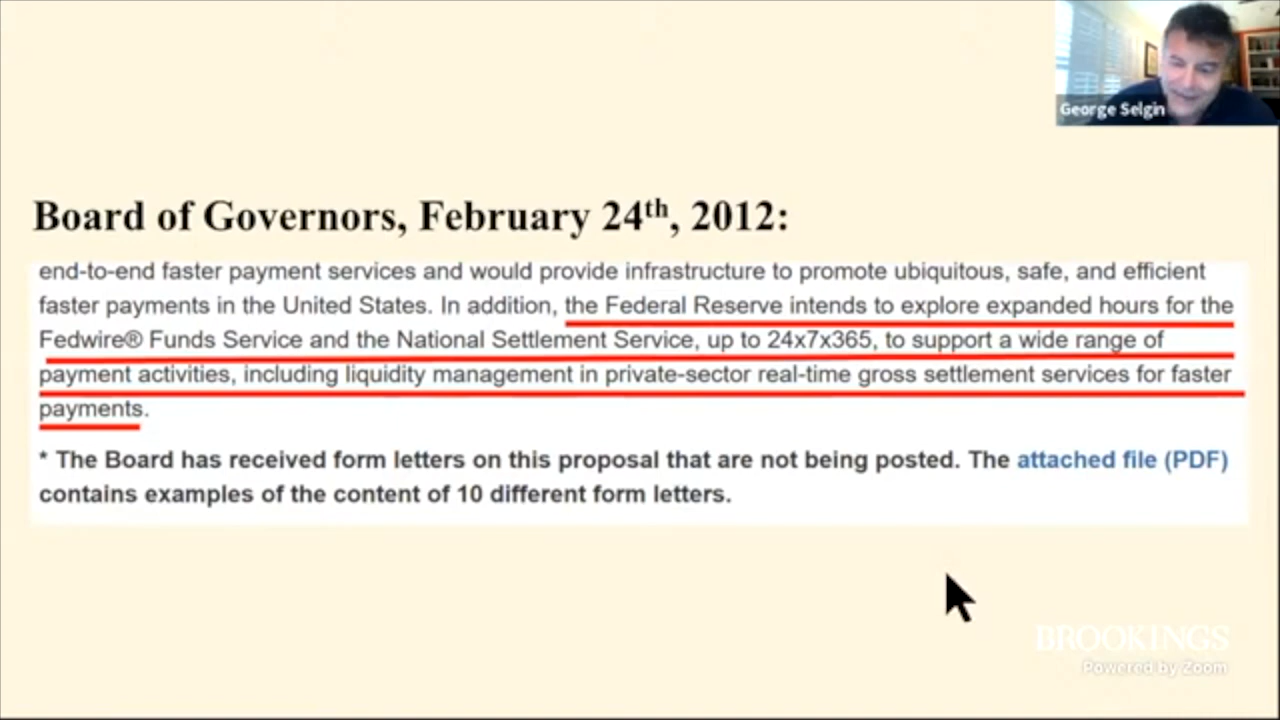 George Selgin
Board of Governors, February 24th, 2012:
end-to-end faster payment services and would provide infrastructure to promote ubiquitous, safe, and efficient
faster payments in the United States. In addition, the Federal Reserve intends to explore expanded hours for the
Fedwire® Funds Service and the National Settlement Service, up to 24x7x365, to support a wide range of
payment activities, including liquidity management in private-sector real-time gross settlement services for faster
payments.
* The Board has received form letters on this proposal that are not being posted. The attached file (PDF)
contains examples of the content of 10 different form letters.
BROOKINGS
Powered by Zoom